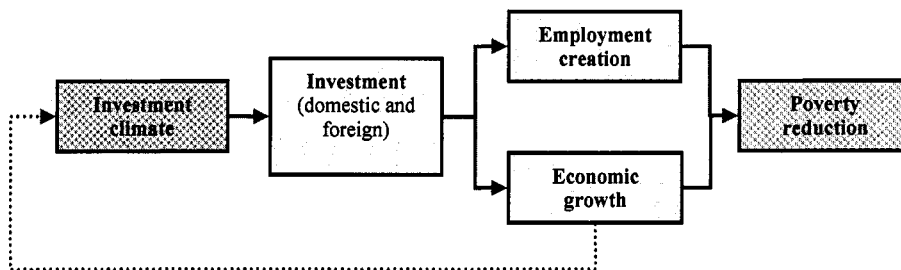 Employment
creation
Investment
climate
Investment
(domestic and
foreign)
Poverty
reduction
Economic
growth